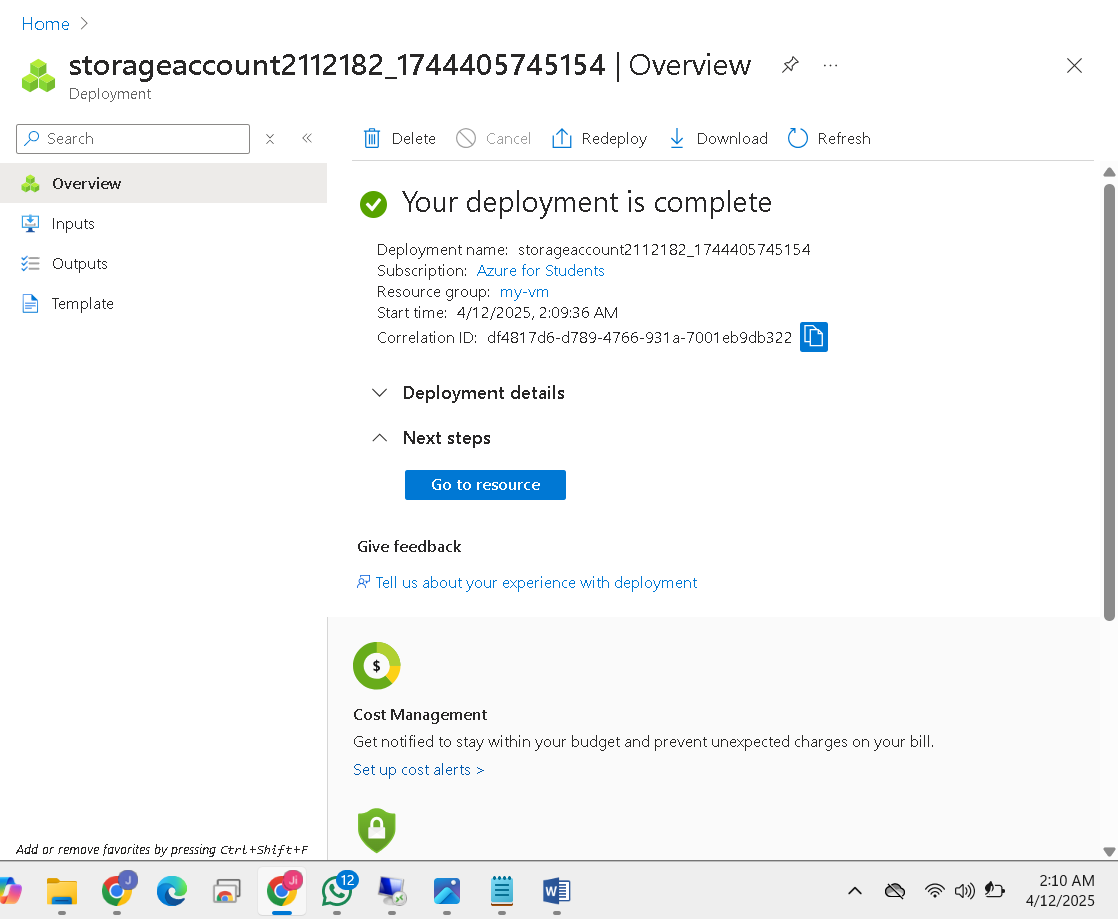 Home
storageaccount2112182_1744405745154 | Overview
Deployment
Search
Delete Cancel Redeploy Download Refresh
Overview
Inputs
Outputs
Template
Your deployment is complete
Deployment name: storageaccount2112182_1744405745154
Subscription: Azure for Students
Resource group: my-vm
Start time: 4/12/2025, 2:09:36 AM
Correlation ID: df4817d6-d789-4766-931a-7001eb9db322
Deployment details
Next steps
Go to resource
Give feedback
Tell us about your experience with deployment
$
Cost Management
Get notified to stay within your budget and prevent unexpected charges on your bill.
Set up cost alerts >
Add or remove favorites by pressing Ctrl+Shift+F
J
Ji
12
W
2:10 AM
4/12/2025